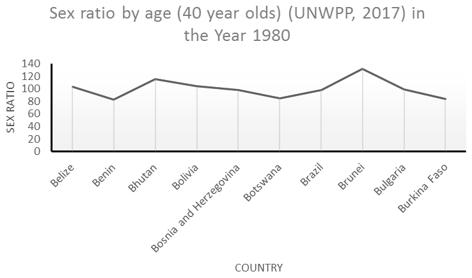 Sex ratio by age (40 year olds) (UNWPP, 2017) in
the Year 1980
SEX RATIO
140
120
100
80
60
40
20
0
Belize
Benin
Bhutan
Bolivia
Bosnia and Herzegovina
Botswana
Brazil
Brunei
Bulgaria
Burkina Faso
COUNTRY